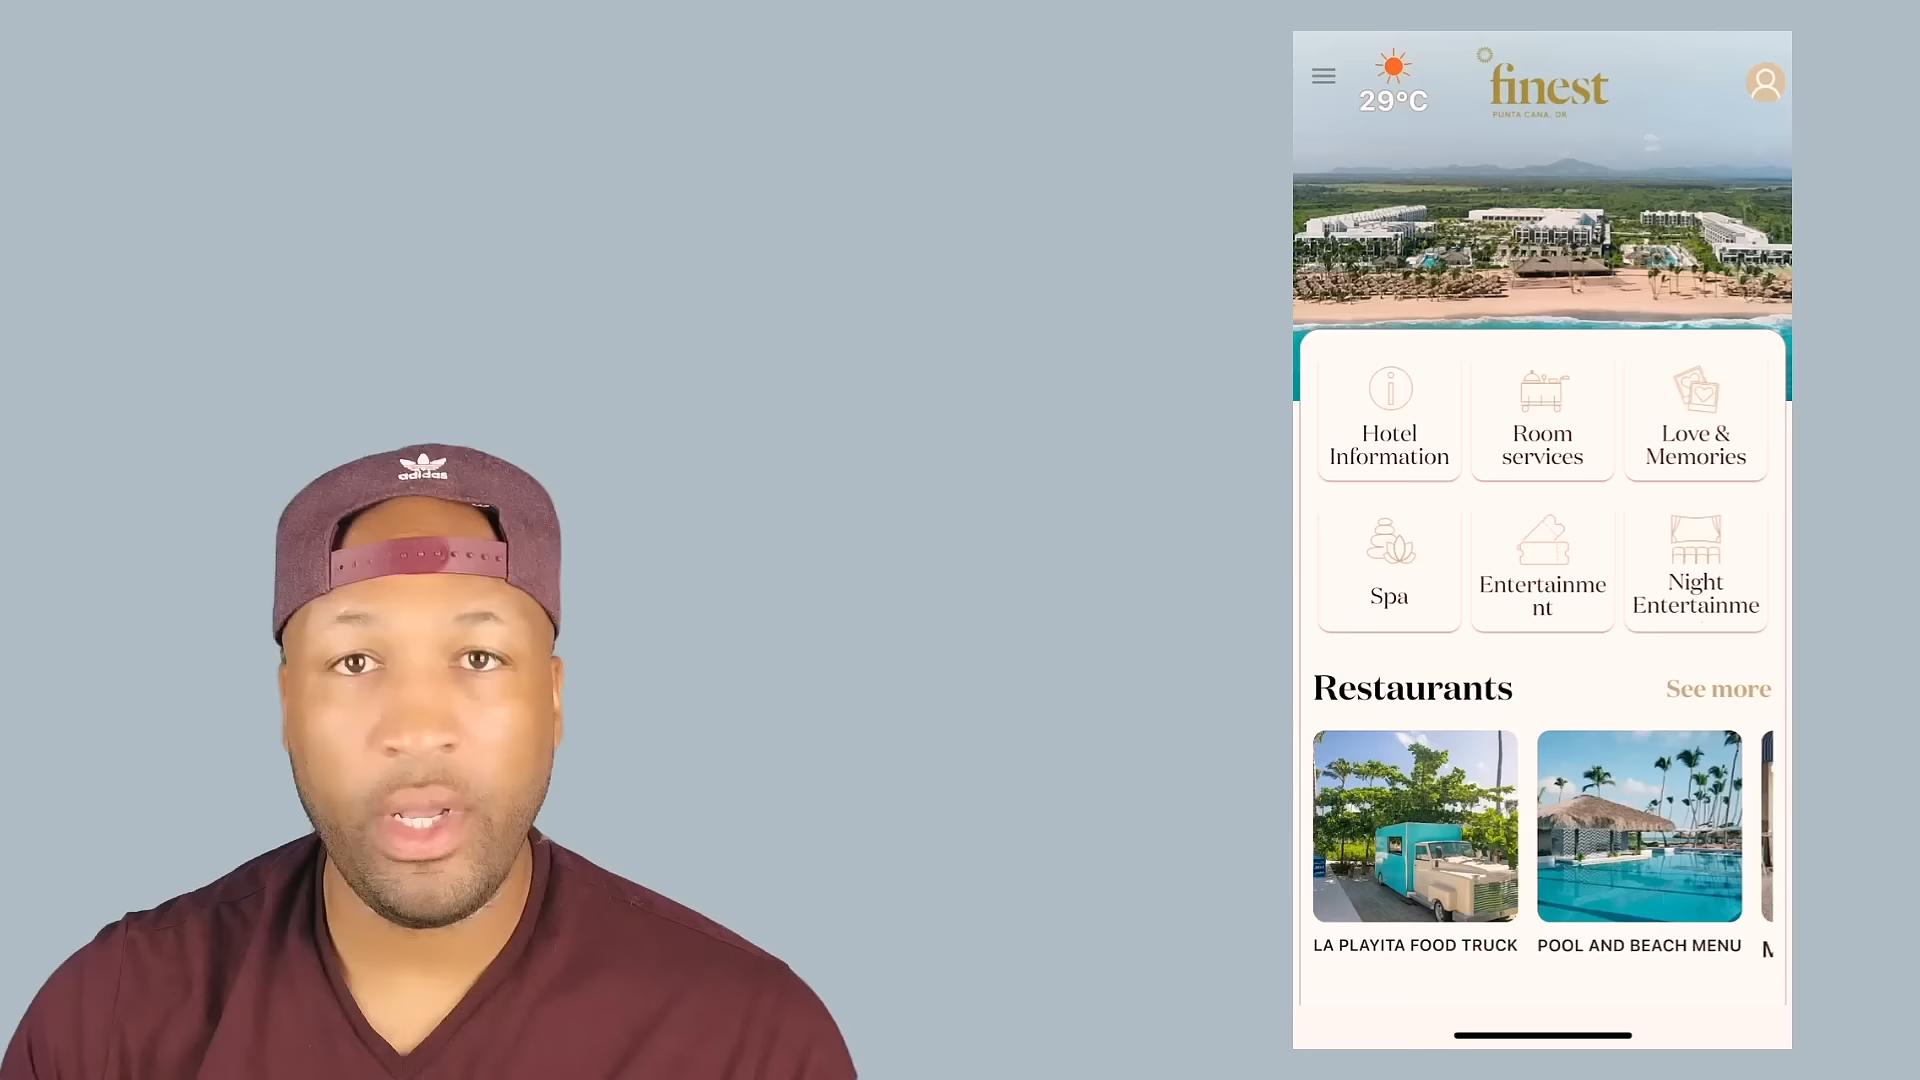 adidas
29°C
finest
PUNTA CANA, DR
Hotel
Information
Room
services
Love &
Memories
Spa
Entertainme
nt
Night
Entertainme
Restaurants
See more
LA PLAYITA FOOD TRUCK
POOL AND BEACH MENU